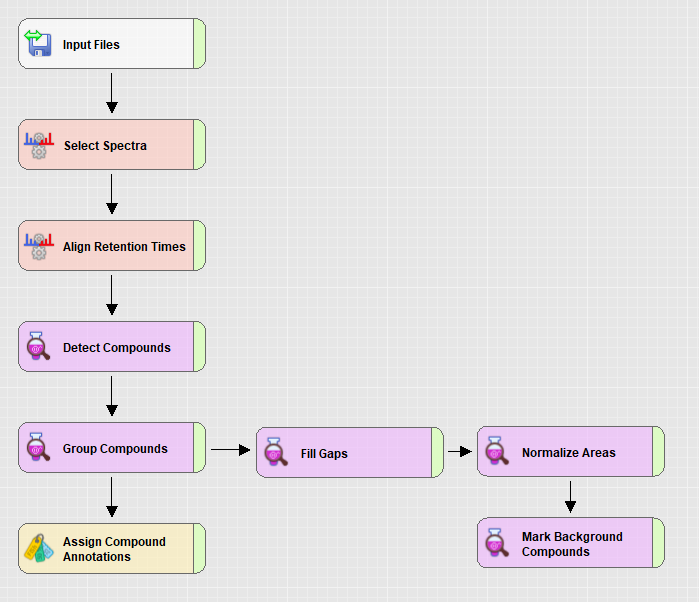 Input Files
Select Spectra
Align Retention Times
Detect Compounds
Group Compounds
Fill Gaps
Normalize Areas
Assign Compound
Annotations
Mark Background
Compounds